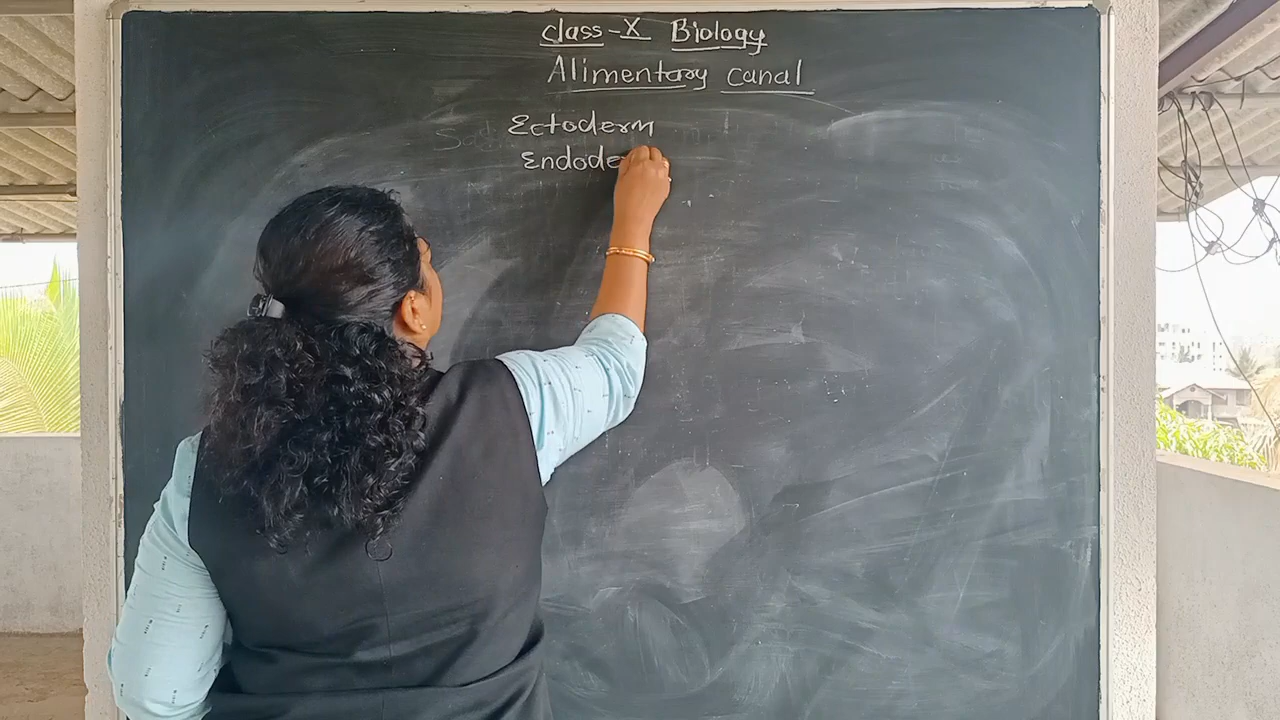 class-X Biology
Alimentary canal
Ectoderm
Endode